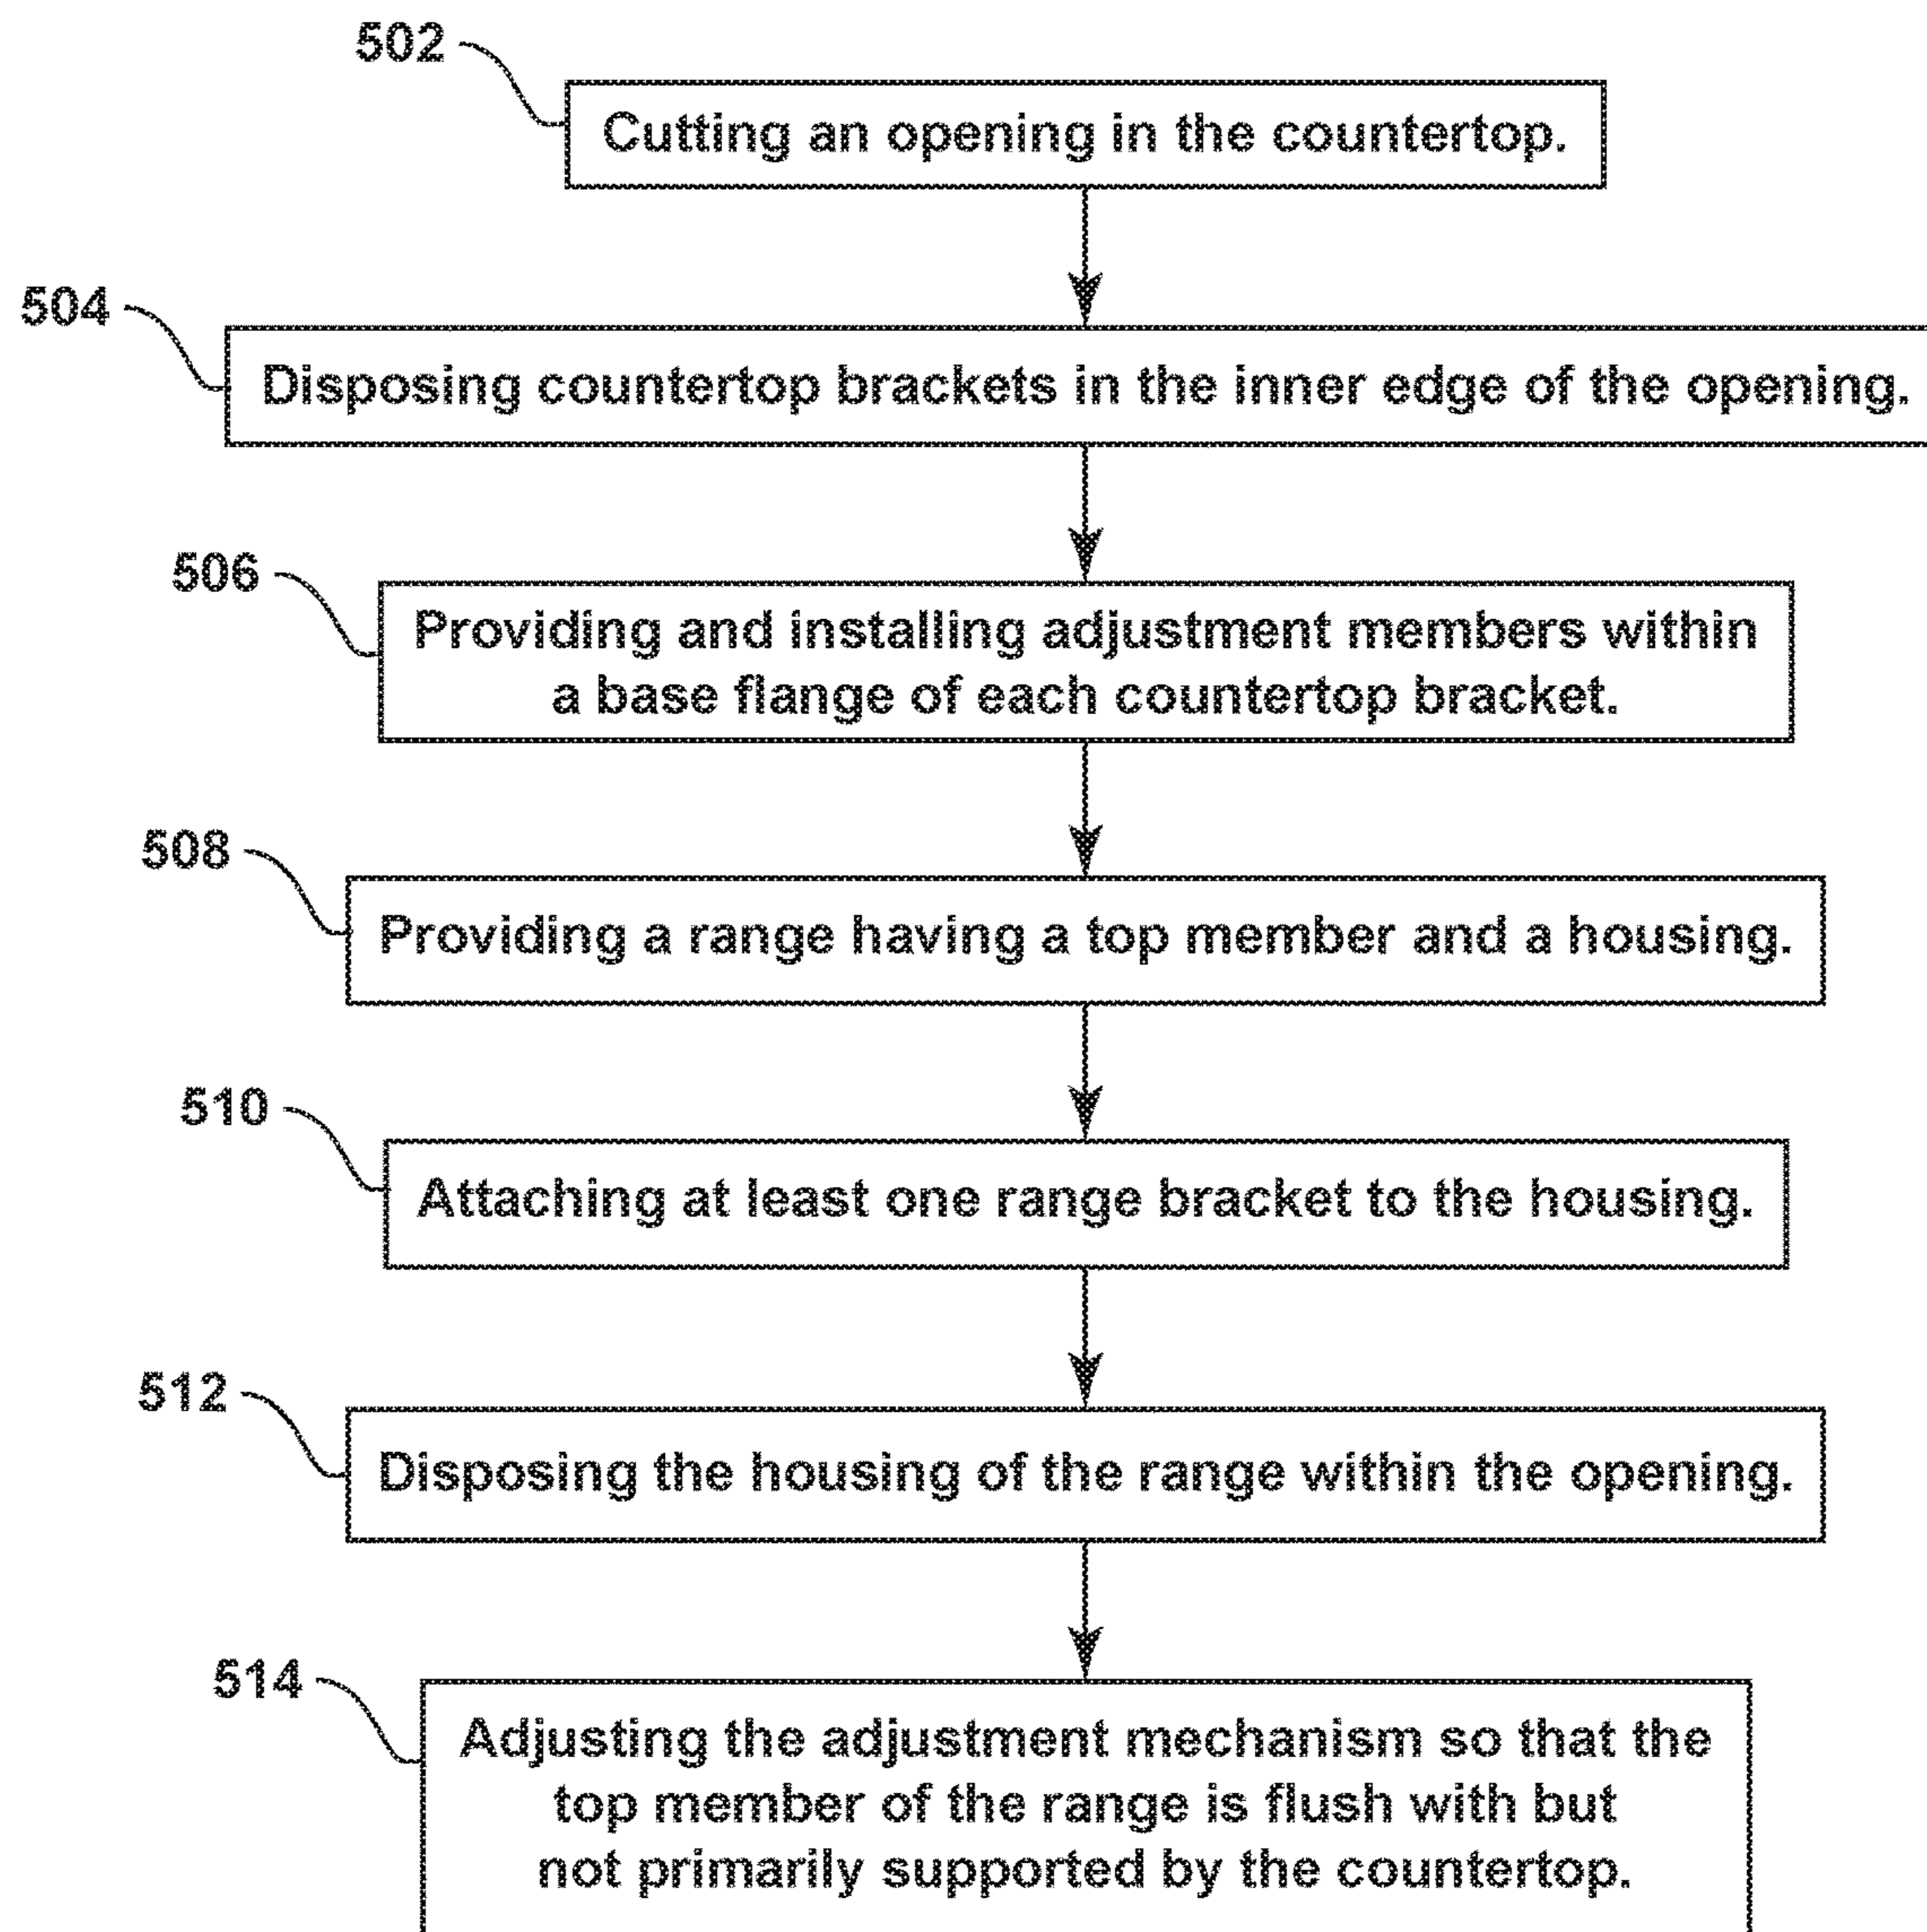 502
Cutting an opening in the countertop.
504
Disposing countertop brackets in the inner edge of the opening.
506
Providing and installing adjustment members within
a base flange of each countertop bracket.
508
Providing a range having a top member and a housing.
510
Attaching at least one range bracket to the housing.
512
Disposing the housing of the range within the opening.
514
Adjusting the adjustment mechanism so that the
top member of the range is flush with but
not primarily supported by the countertop.